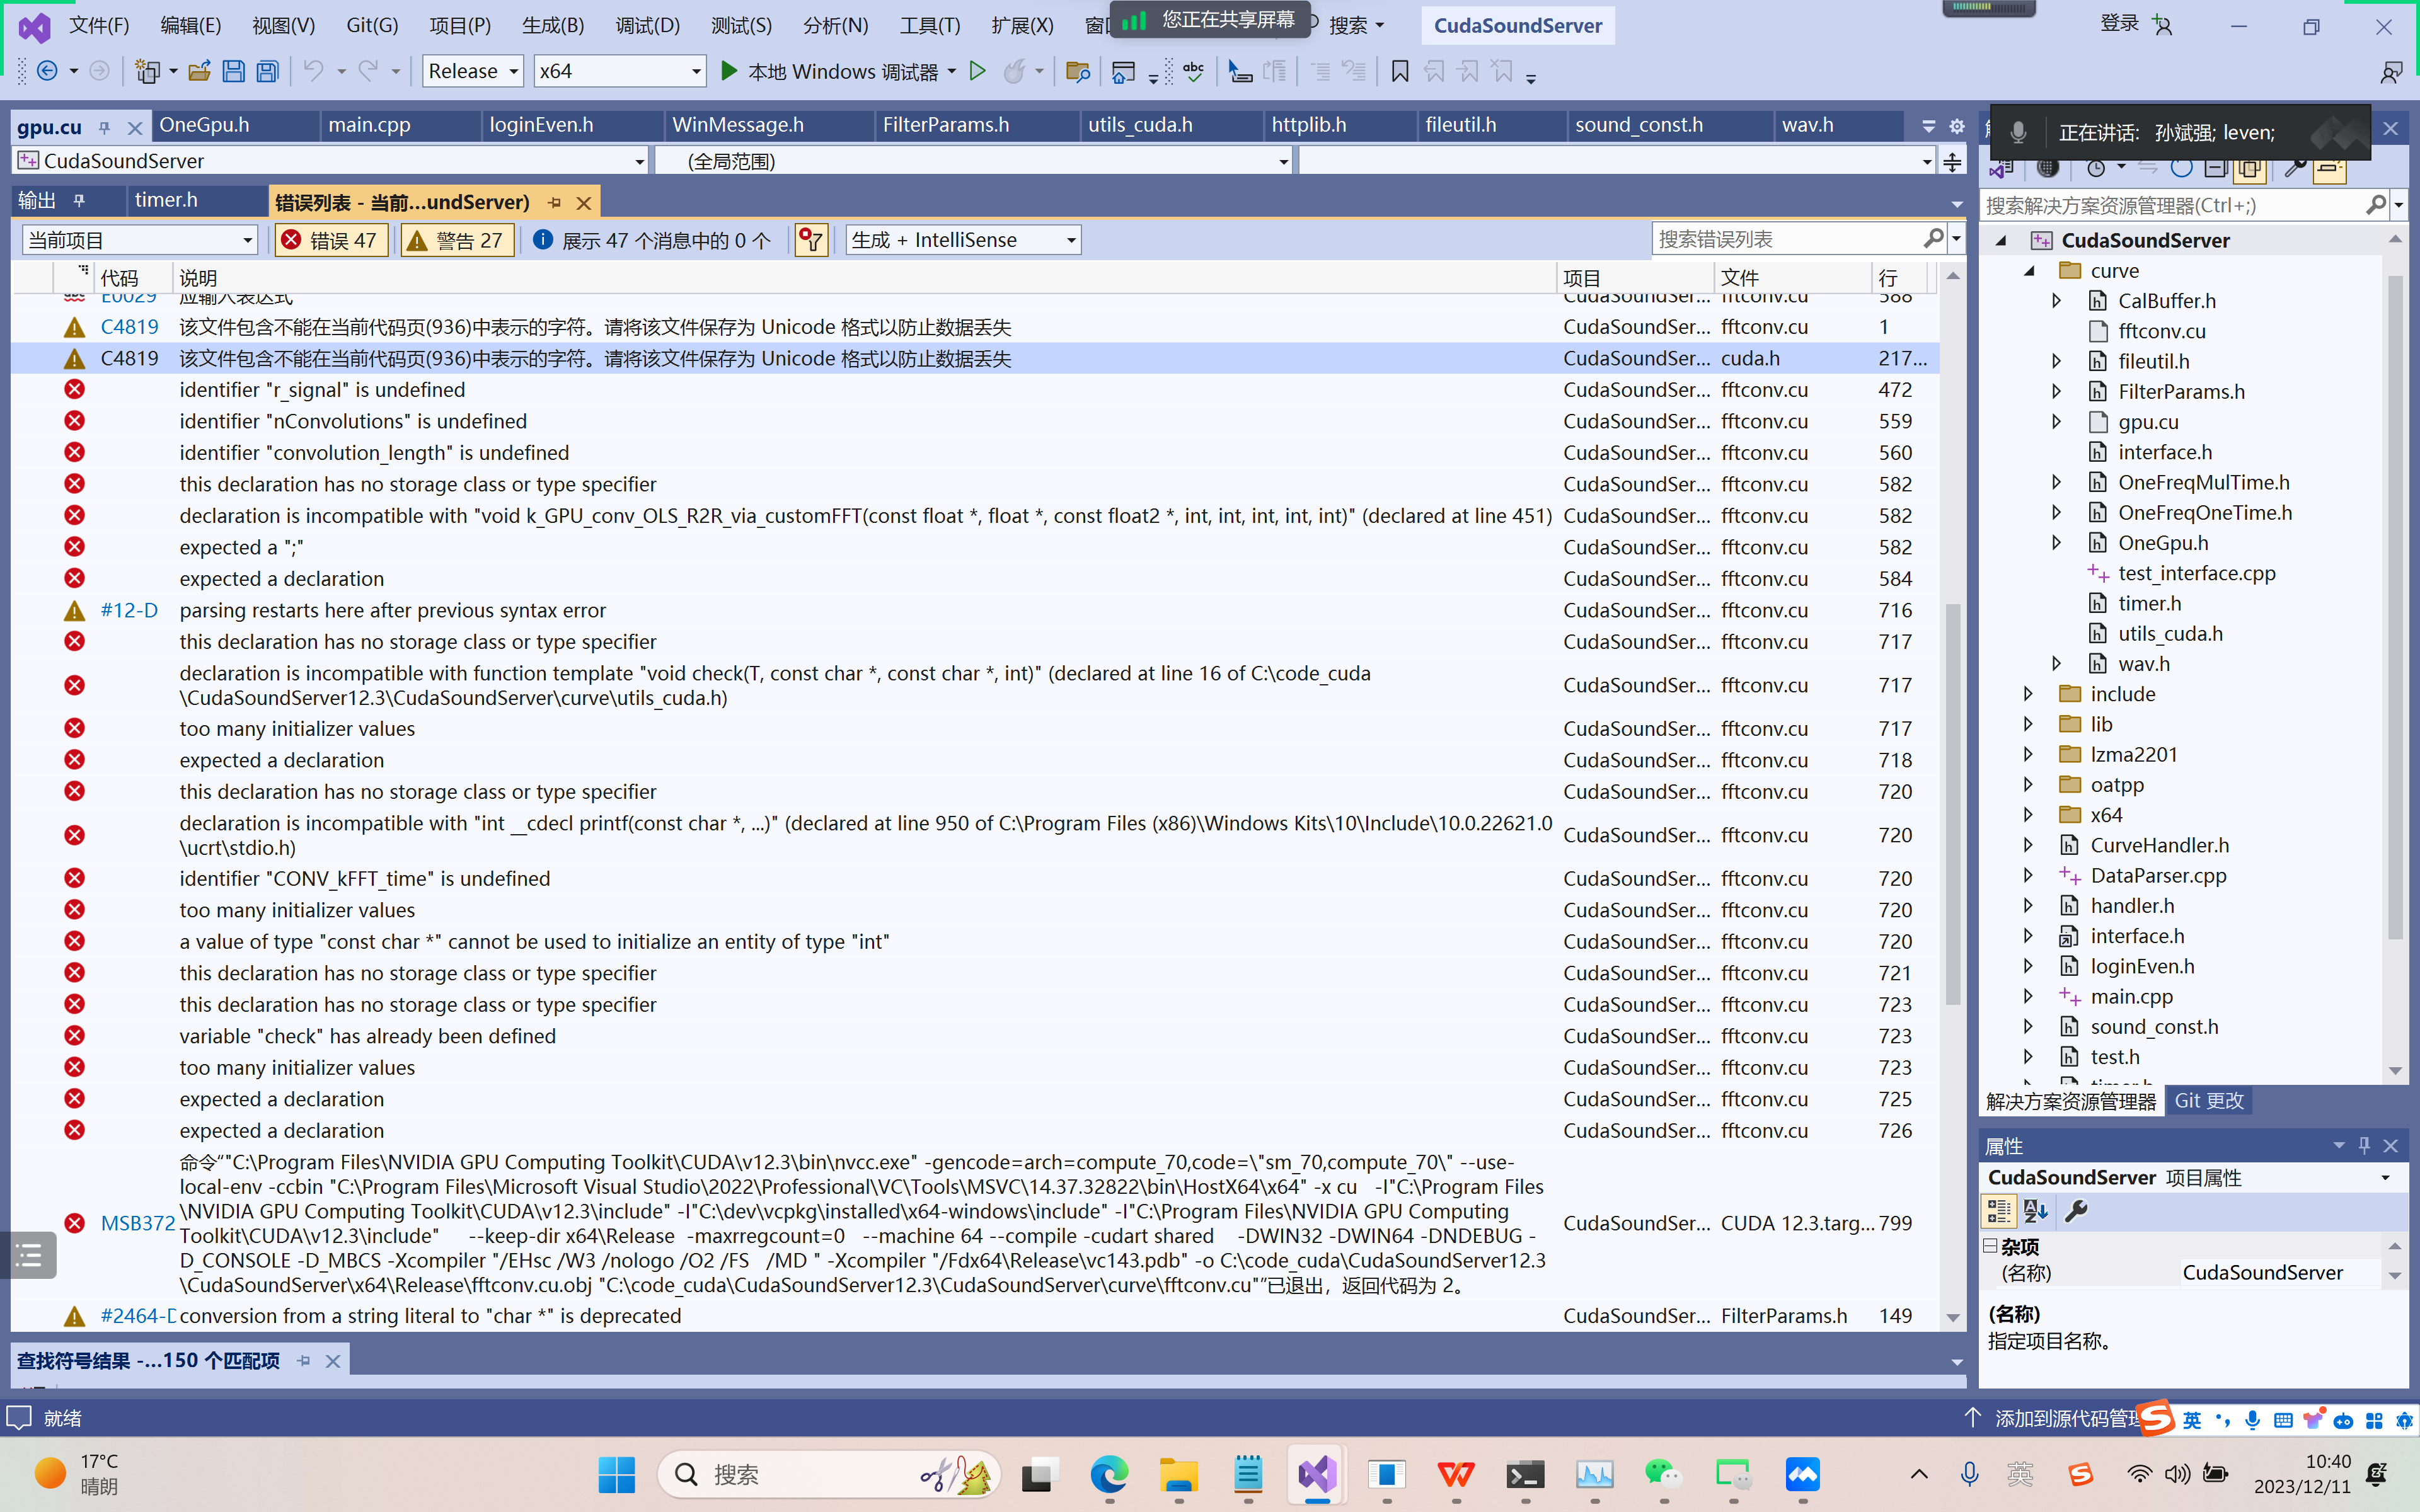 文件(F) 编辑(E) 视图(V) Git(G) 项目(P) 生成(B) 调试(D) 测试(S) 分析(N) 工具(T) 扩展(X) 您正在共享屏幕 搜索 CudaSoundServer 登录
Release x64 本地 Windows 调试器
gpu.cu OneGpu.h main.cpp loginEven.h WinMessage.h FilterParams.h utils_cuda.h httplib.h fileutil.h sound_const.h wav.h
正在讲话: 孙斌强; leven;
CudaSoundServer (全局范围)
输出 timer.h 错误列表 - 当前...undServer)
当前项目 错误 47 警告 27 展示 47 个消息中的 0 个 生成 + IntelliSense 搜索错误列表
代码 说明 项目 文件 行
E0029 应输入表达式 CudaSoundSer... fftconv.cu 588
C4819 该文件包含不能在当前代码页(936)中表示的字符。请将该文件保存为 Unicode 格式以防止数据丢失 CudaSoundSer... fftconv.cu 1
C4819 该文件包含不能在当前代码页(936)中表示的字符。请将该文件保存为 Unicode 格式以防止数据丢失 CudaSoundSer... cuda.h 217...
identifier "r_signal" is undefined CudaSoundSer... fftconv.cu 472
identifier "nConvolutions" is undefined CudaSoundSer... fftconv.cu 559
identifier "convolution_length" is undefined CudaSoundSer... fftconv.cu 560
this declaration has no storage class or type specifier CudaSoundSer... fftconv.cu 582
declaration is incompatible with "void k_GPU_conv_OLS_R2R_via_customFFT(const float *, float *, const float2 *, int, int, int, int, int)" (declared at line 451) CudaSoundSer... fftconv.cu 582
expected a ";" CudaSoundSer... fftconv.cu 582
expected a declaration CudaSoundSer... fftconv.cu 584
#12-D parsing restarts here after previous syntax error CudaSoundSer... fftconv.cu 716
this declaration has no storage class or type specifier CudaSoundSer... fftconv.cu 717
declaration is incompatible with function template "void check(T, const char *, const char *, int)" (declared at line 16 of C:\code_cuda
\CudaSoundServer12.3\CudaSoundServer\curve\utils_cuda.h) CudaSoundSer... fftconv.cu 717
too many initializer values CudaSoundSer... fftconv.cu 717
expected a declaration CudaSoundSer... fftconv.cu 718
this declaration has no storage class or type specifier CudaSoundSer... fftconv.cu 720
declaration is incompatible with "int __cdecl printf(const char *, ...)" (declared at line 950 of C:\Program Files (x86)\Windows Kits\10\Include\10.0.22621.0
\ucrt\stdio.h) CudaSoundSer... fftconv.cu 720
identifier "CONV_kFFT_time" is undefined CudaSoundSer... fftconv.cu 720
too many initializer values CudaSoundSer... fftconv.cu 720
a value of type "const char *" cannot be used to initialize an entity of type "int" CudaSoundSer... fftconv.cu 720
this declaration has no storage class or type specifier CudaSoundSer... fftconv.cu 721
this declaration has no storage class or type specifier CudaSoundSer... fftconv.cu 723
variable "check" has already been defined CudaSoundSer... fftconv.cu 723
too many initializer values CudaSoundSer... fftconv.cu 723
expected a declaration CudaSoundSer... fftconv.cu 725
expected a declaration CudaSoundSer... fftconv.cu 726
命令“"C:\Program Files\NVIDIA GPU Computing Toolkit\CUDA\v12.3\bin\nvcc.exe" -gencode=arch=compute_70,code=\"sm_70,compute_70\" --use-
local-env -ccbin "C:\Program Files\Microsoft Visual Studio\2022\Professional\VC\Tools\MSVC\14.37.32822\bin\HostX64\x64" -x cu -I"C:\Program Files
\NVIDIA GPU Computing Toolkit\CUDA\v12.3\include" -I"C:\dev\vcpkg\installed\x64-windows\include" -I"C:\Program Files\NVIDIA GPU Computing
MSB372 Toolkit\CUDA\v12.3\include" --keep-dir x64\Release -maxrregcount=0 --machine 64 --compile -cudart shared -DWIN32 -DWIN64 -DNDEBUG - CudaSoundSer... CUDA 12.3.targ... 799
D_CONSOLE -D_MBCS -Xcompiler "/EHsc /W3 /nologo /O2 /FS /MD " -Xcompiler "/Fdx64\Release\vc143.pdb" -o C:\code_cuda\CudaSoundServer12.3
\CudaSoundServer\x64\Release\fftconv.cu.obj "C:\code_cuda\CudaSoundServer12.3\CudaSoundServer\curve\fftconv.cu"”已退出，返回代码为 2。
#2464-D conversion from a string literal to "char *" is deprecated CudaSoundSer... FilterParams.h 149
查找符号结果 -...150 个匹配项
搜索解决方案资源管理器(Ctrl+;)
CudaSoundServer
curve
CalBuffer.h
fftconv.cu
fileutil.h
FilterParams.h
gpu.cu
interface.h
OneFreqMulTime.h
OneFreqOneTime.h
OneGpu.h
test_interface.cpp
timer.h
utils_cuda.h
wav.h
include
lib
lzma2201
oatpp
x64
CurveHandler.h
DataParser.cpp
handler.h
interface.h
loginEven.h
main.cpp
sound_const.h
test.h
timer.h
解决方案资源管理器 Git 更改
属性
CudaSoundServer 项目属性
杂项
(名称) CudaSoundServer
(名称)
指定项目名称。
就绪 添加到源代码管理 英
17°C
晴朗
搜索
英
10:40
2023/12/11